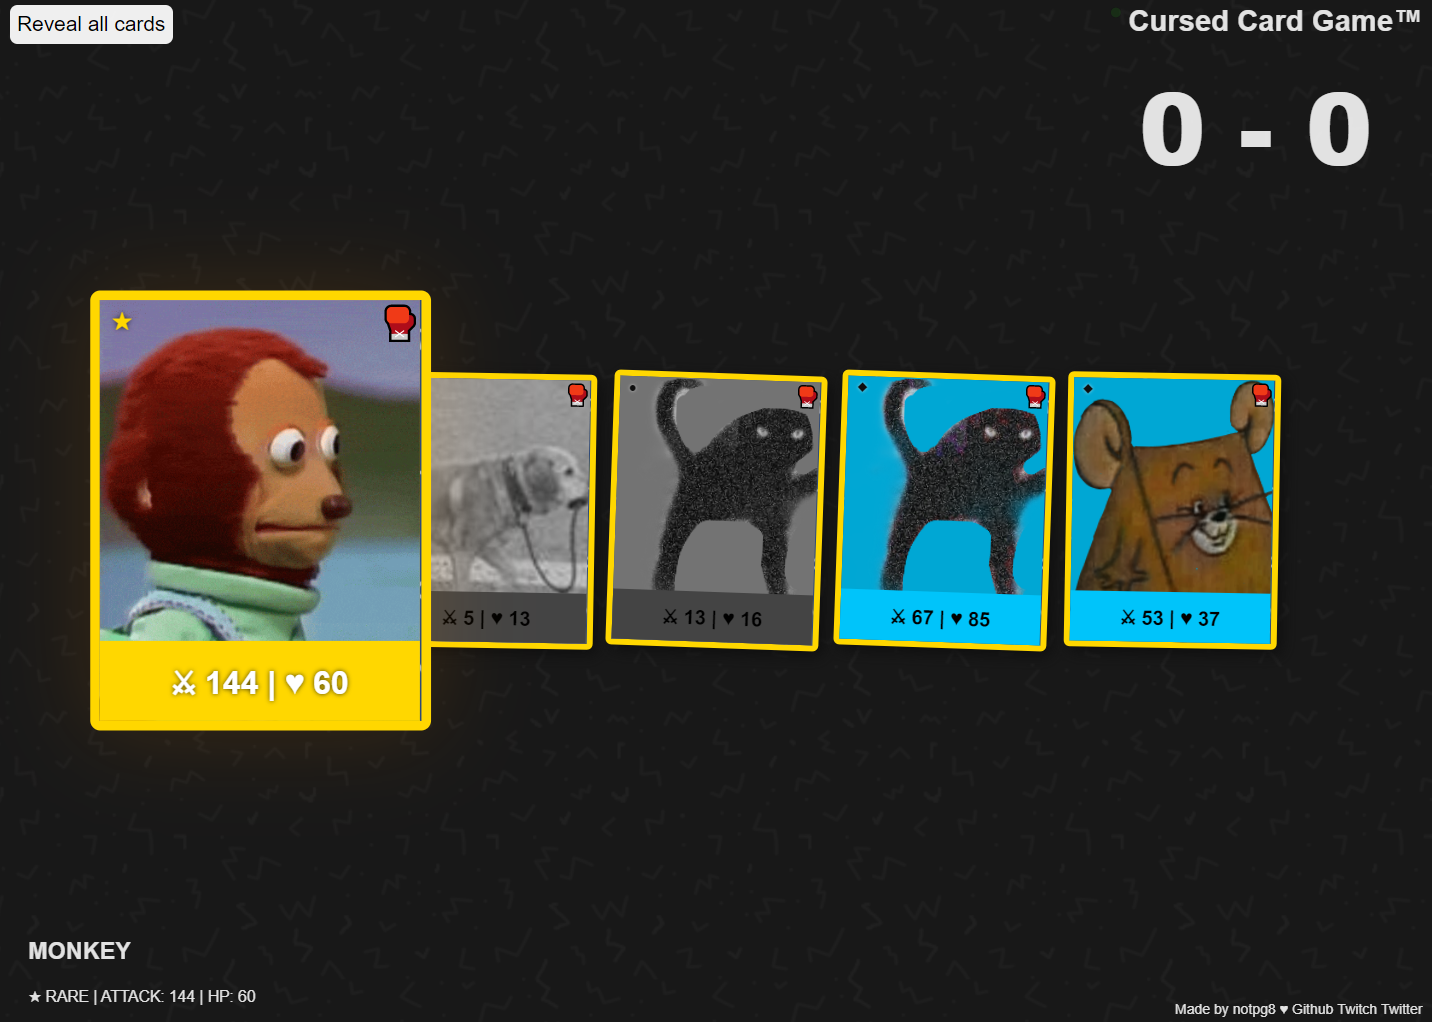 Reveal all cards
Cursed Card Game™
0 - 0
★
⚔ 144 | ♥ 60
⚔ 5 | ♥ 13
⚔ 13 | ♥ 16
⚔ 67 | ♥ 85
⚔ 53 | ♥ 37
MONKEY
★ RARE | ATTACK: 144 | HP: 60
Made by notpg8 ♥ Github Twitch Twitter